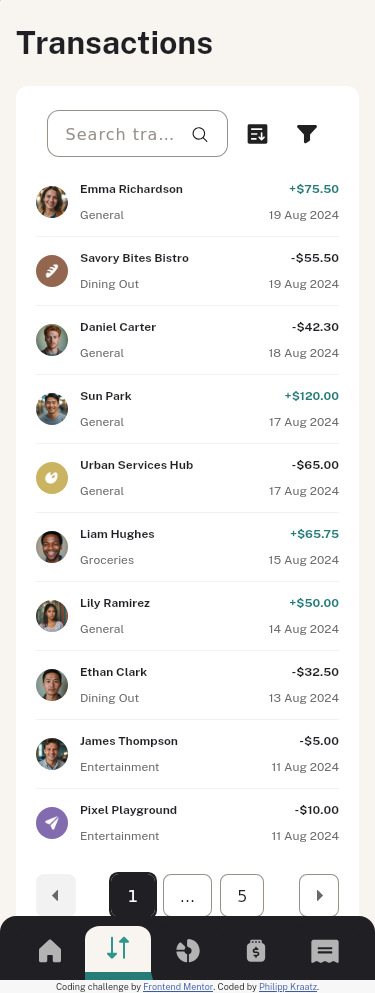 Transactions
Search tra...
Emma Richardson +$75.50
General 19 Aug 2024
Savory Bites Bistro -$55.50
Dining Out 19 Aug 2024
Daniel Carter -$42.30
General 18 Aug 2024
Sun Park +$120.00
General 17 Aug 2024
Urban Services Hub -$65.00
General 17 Aug 2024
Liam Hughes +$65.75
Groceries 15 Aug 2024
Lily Ramirez +$50.00
General 14 Aug 2024
Ethan Clark -$32.50
Dining Out 13 Aug 2024
James Thompson -$5.00
Entertainment 11 Aug 2024
Pixel Playground -$10.00
Entertainment 11 Aug 2024
1 ... 5
Coding challenge by Frontend Mentor. Coded by Philipp Kraatz.